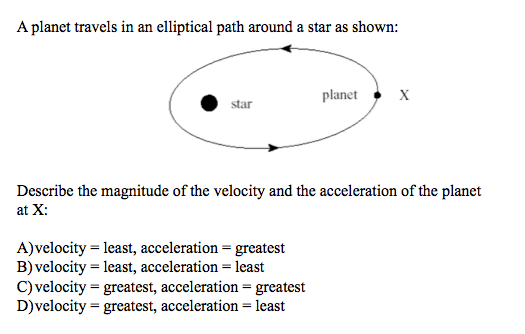 A planet travels in an elliptical path around a star as shown:
planet X
star
Describe the magnitude of the velocity and the acceleration of the planet
at X:
A)velocity = least, acceleration = greatest
B)velocity = least, acceleration = least
C)velocity = greatest, acceleration = greatest
D)velocity = greatest, acceleration = least